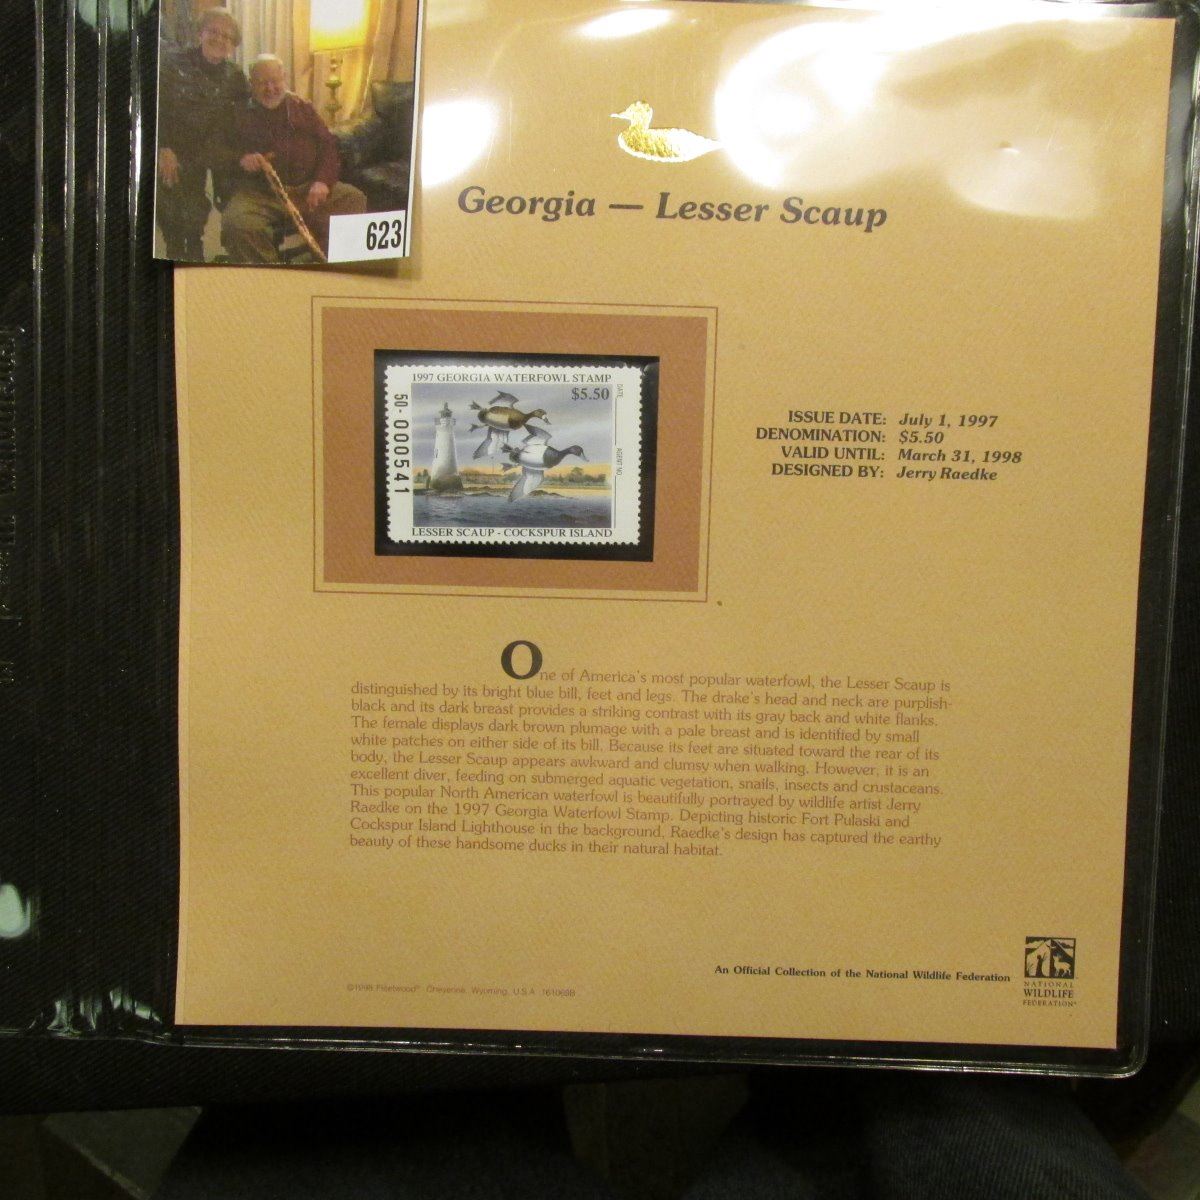 623
Georgia — Lesser Scaup
1997 GEORGIA WATERFOWL STAMP
$5.50
50-000541
DATE
AGENT NO.
LESSER SCAUP - COCKSPUR ISLAND
ISSUE DATE: July 1, 1997
DENOMINATION: $5.50
VALID UNTIL: March 31, 1998
DESIGNED BY: Jerry Raedke
One of America's most popular waterfowl, the Lesser Scaup is
distinguished by its bright blue bill, feet and legs. The drake's head and neck are purplish-
black and its dark breast provides a striking contrast with its gray back and white flanks.
The female displays dark brown plumage with a pale breast and is identified by small
white patches on either side of its bill. Because its feet are situated toward the rear of its
body, the Lesser Scaup appears awkward and clumsy when walking. However, it is an
excellent diver, feeding on submerged aquatic vegetation, snails, insects and crustaceans.
This popular North American waterfowl is beautifully portrayed by wildlife artist Jerry
Raedke on the 1997 Georgia Waterfowl Stamp. Depicting historic Fort Pulaski and
Cockspur Island Lighthouse in the background, Raedke's design has captured the earthy
beauty of these handsome ducks in their natural habitat.
An Official Collection of the National Wildlife Federation
NATIONAL
WILDLIFE
FEDERATION®
©1998 Fleetwood® Cheyenne, Wyoming, U.S.A. 161069B